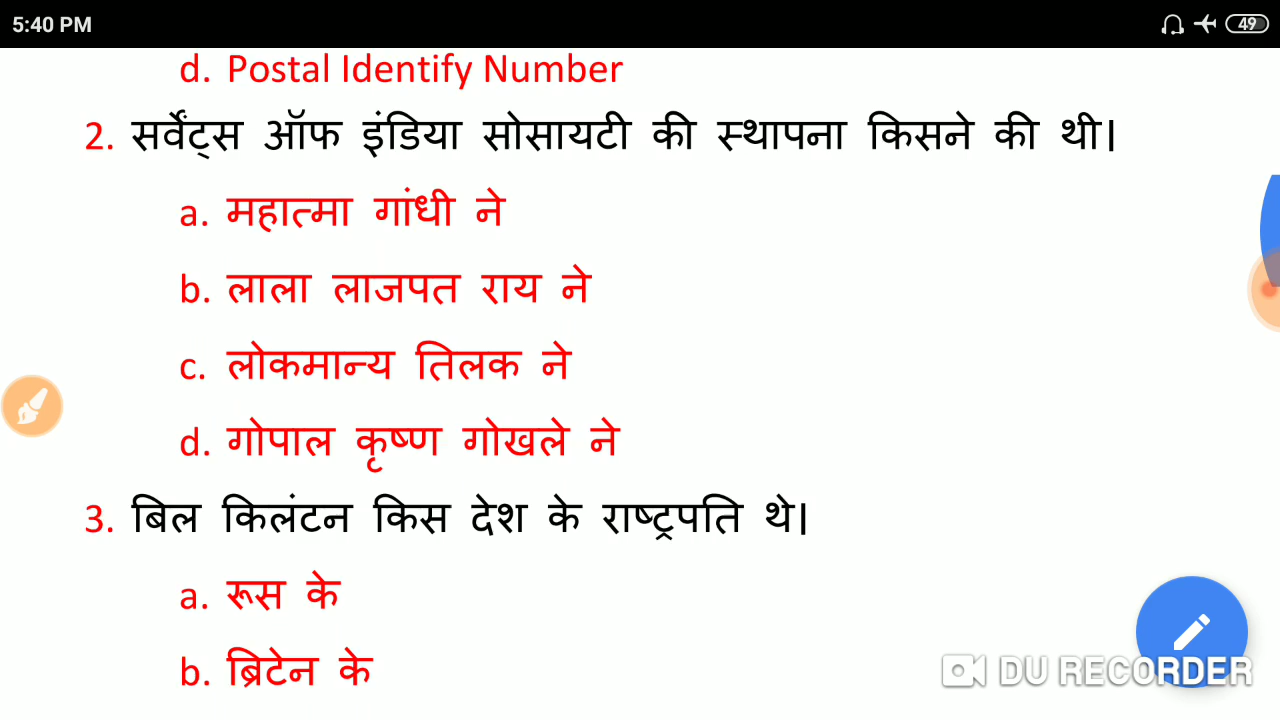 5:40 PM 49
d. Postal Identify Number
2. सर्वेंट्स ऑफ इंडिया सोसायटी की स्थापना किसने की थी।
a. महात्मा गांधी ने
b. लाला लाजपत राय ने
c. लोकमान्य तिलक ने
d. गोपाल कृष्ण गोखले ने
3. बिल किलंटन किस देश के राष्ट्रपति थे।
a. रूस के
b. ब्रिटेन के
DU RECORDER